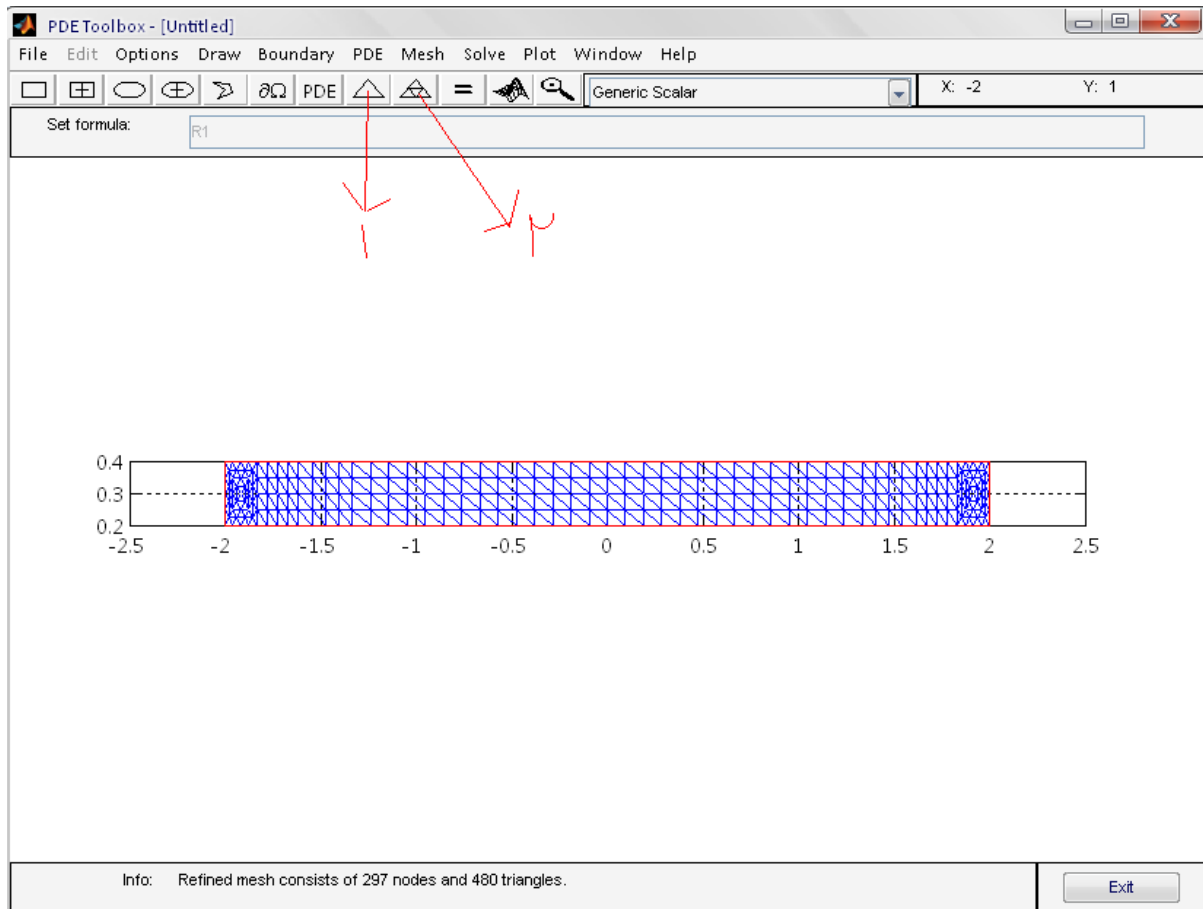 PDE Toolbox - [Untitled]
File Edit Options Draw Boundary PDE Mesh Solve Plot Window Help
∂Ω PDE = Generic Scalar X: -2 Y: 1
Set formula: R1
0.4
0.3
0.2
-2.5 -2 -1.5 -1 -0.5 0 0.5 1 1.5 2 2.5
Info: Refined mesh consists of 297 nodes and 480 triangles.
Exit